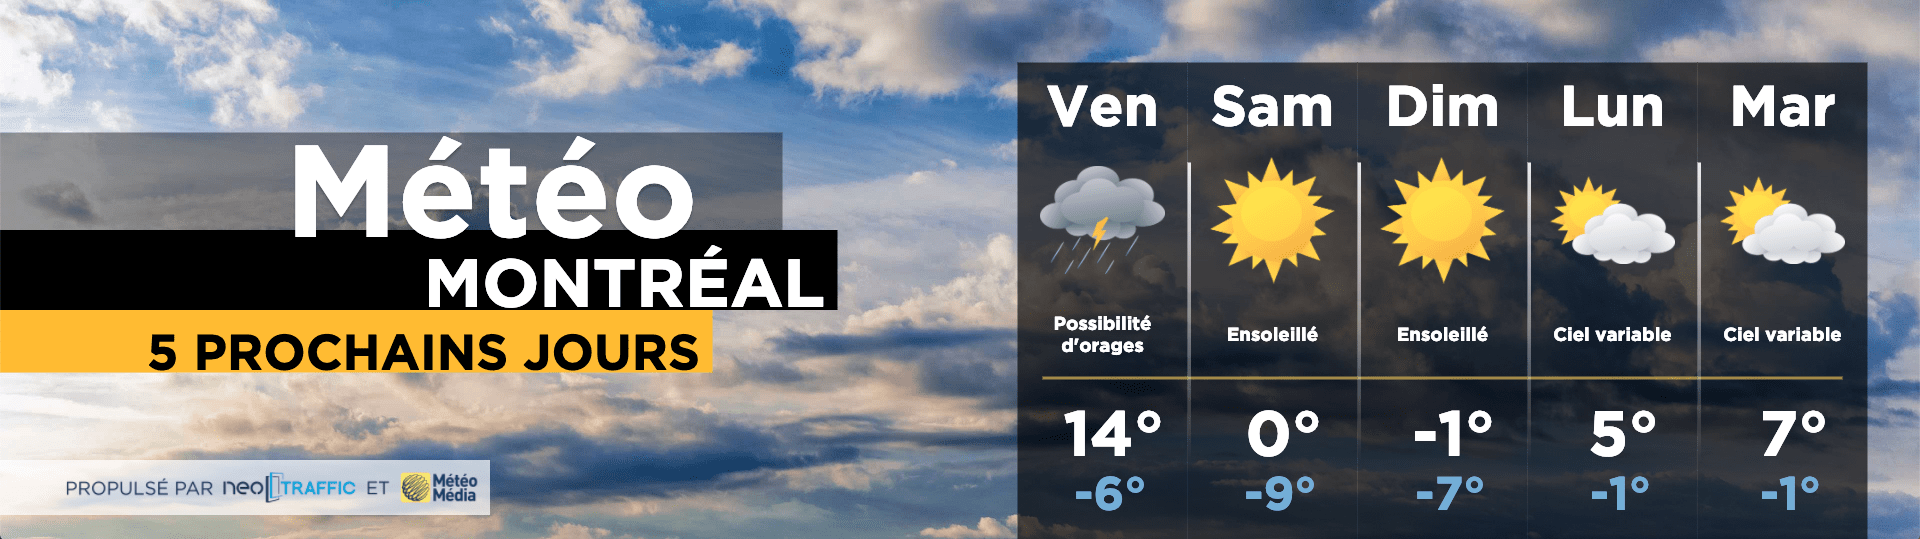 Météo
MONTRÉAL
5 PROCHAINS JOURS
PROPULSÉ PAR neo TRAFFIC ET Météo Média
Ven Sam Dim Lun Mar
Possibilité d'orages Ensoleillé Ensoleillé Ciel variable Ciel variable
14° 0° -1° 5° 7°
-6° -9° -7° -1° -1°